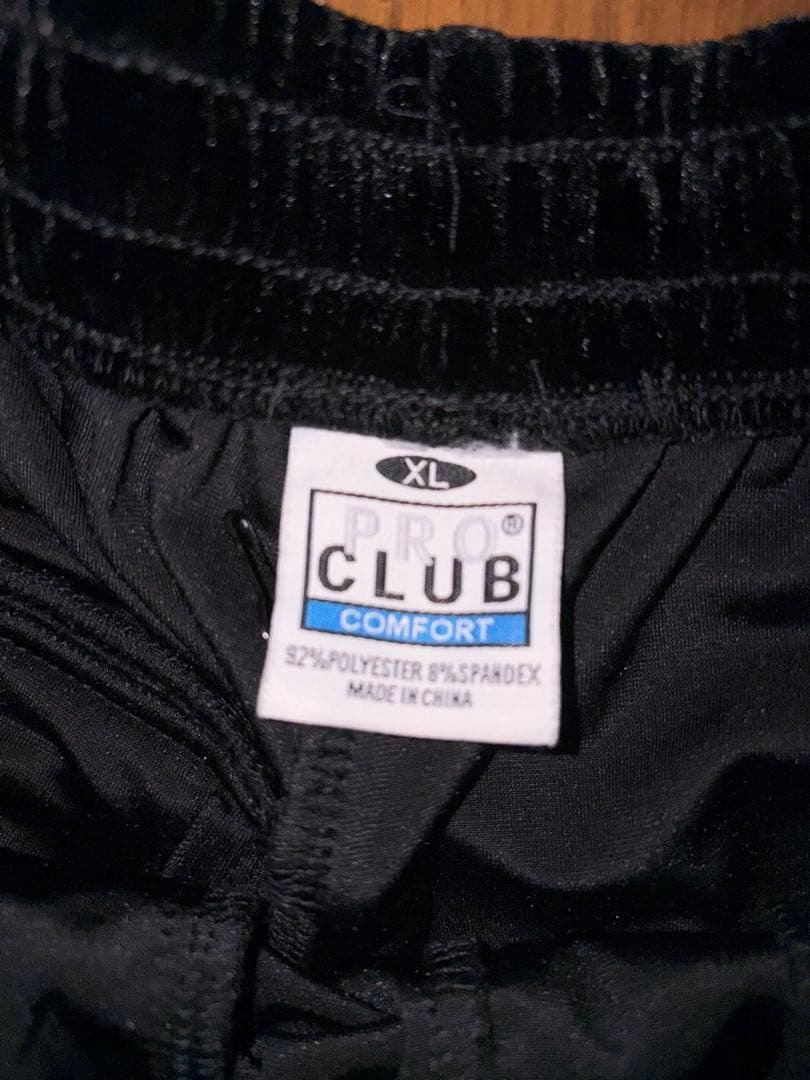 XL
PRO®
CLUB
COMFORT
92%POLYESTER 8%SPANDEX
MADE IN CHINA